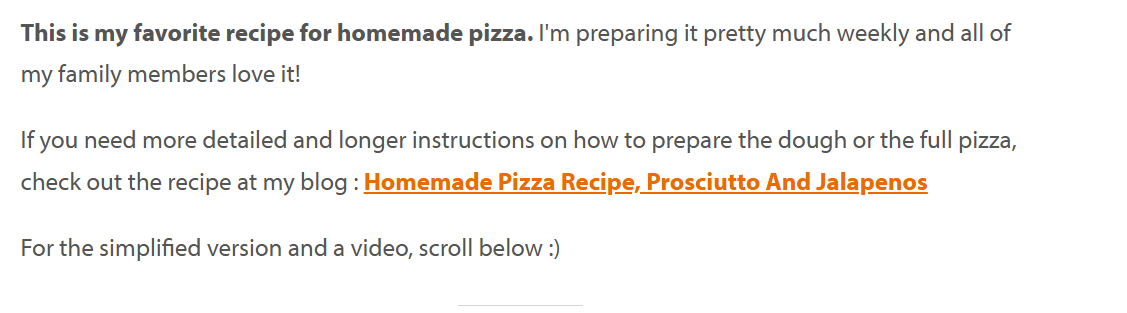 This is my favorite recipe for homemade pizza. I'm preparing it pretty much weekly and all of
my family members love it!
If you need more detailed and longer instructions on how to prepare the dough or the full pizza,
check out the recipe at my blog : Homemade Pizza Recipe, Prosciutto And Jalapenos
For the simplified version and a video, scroll below :)